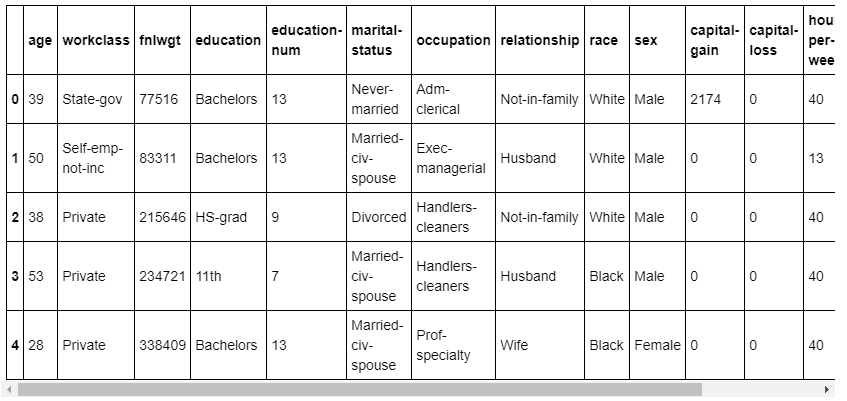 age workclass fnlwgt education education-num marital-status occupation relationship race sex capital-gain capital-loss hou per- wee
0 39 State-gov 77516 Bachelors 13 Never-married Adm-clerical Not-in-family White Male 2174 0 40
1 50 Self-emp-not-inc 83311 Bachelors 13 Married-civ-spouse Exec-managerial Husband White Male 0 0 13
2 38 Private 215646 HS-grad 9 Divorced Handlers-cleaners Not-in-family White Male 0 0 40
3 53 Private 234721 11th 7 Married-civ-spouse Handlers-cleaners Husband Black Male 0 0 40
4 28 Private 338409 Bachelors 13 Married-civ-spouse Prof-specialty Wife Black Female 0 0 40